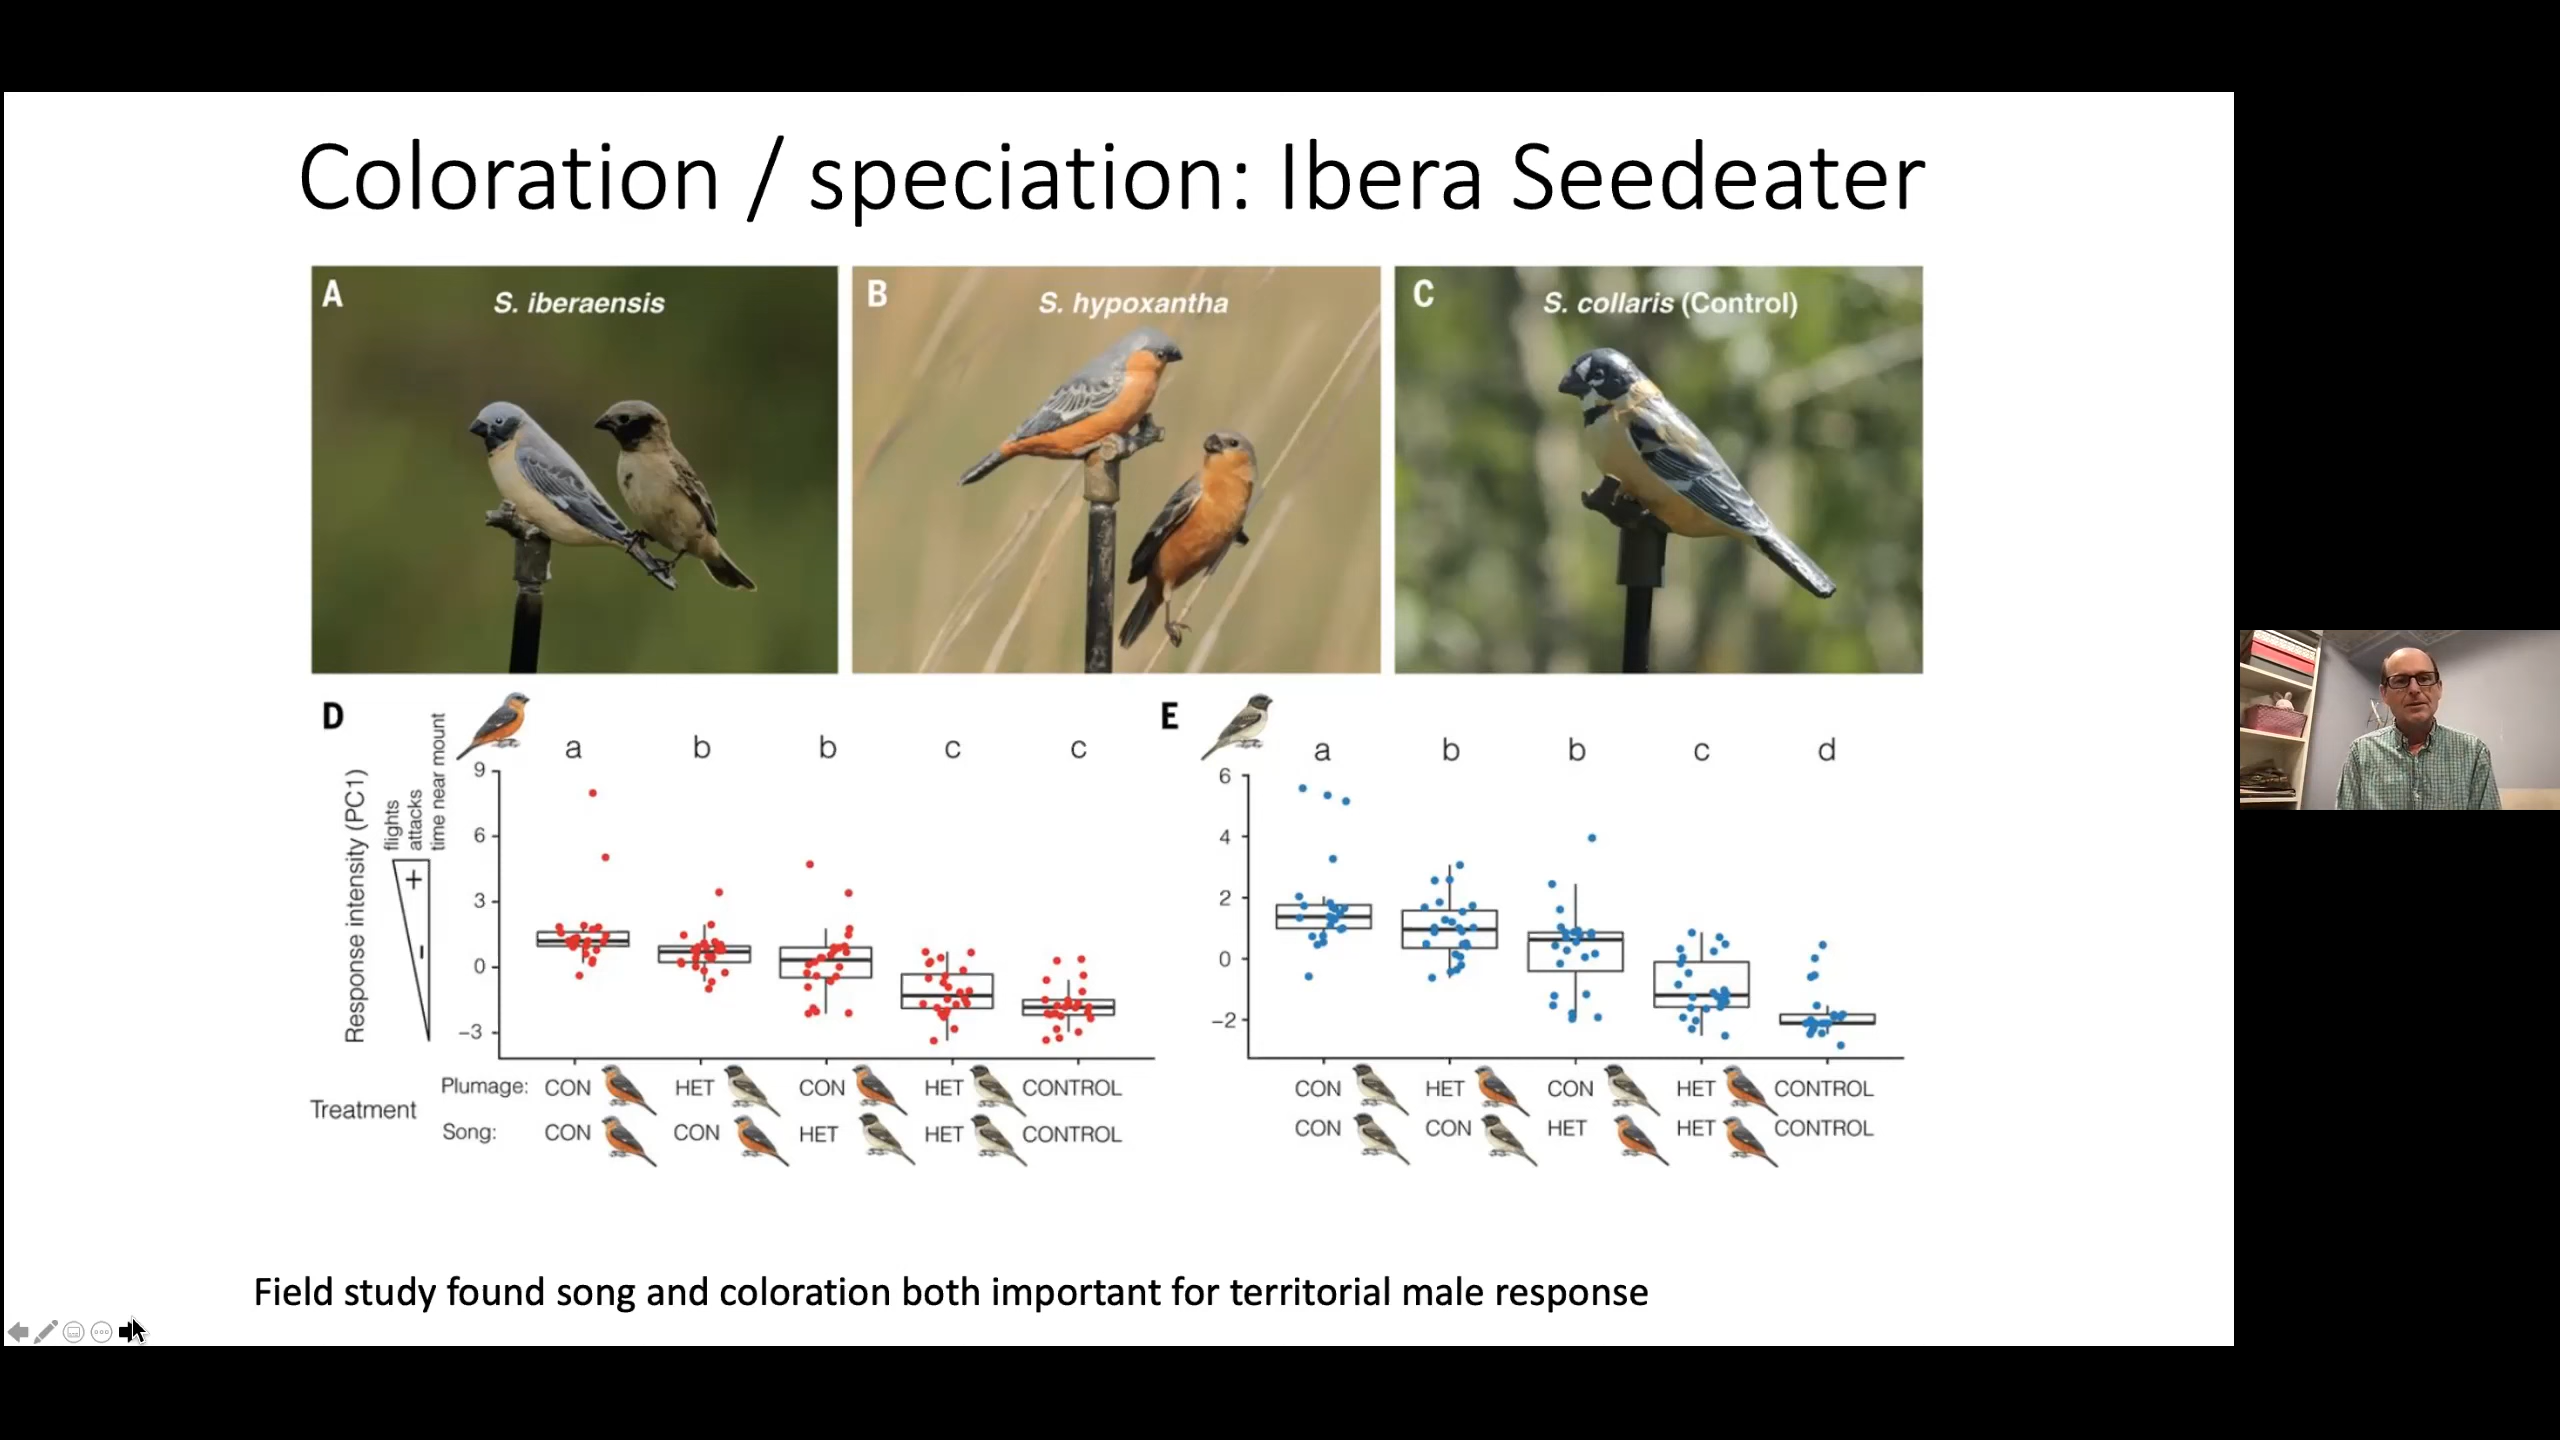 Coloration / speciation: Ibera Seedeater
A
S. iberaensis
B
S. hypoxantha
C
S. collaris (Control)
D
a b b c c
Response intensity (PC1)
flights
attacks
time near mount
+
-
9
6
3
0
−3
Treatment
Plumage: CON HET CON HET CONTROL
Song: CON CON HET HET CONTROL
E
a b b c d
6
4
2
0
−2
CON HET CON HET CONTROL
CON CON HET HET CONTROL
Field study found song and coloration both important for territorial male response